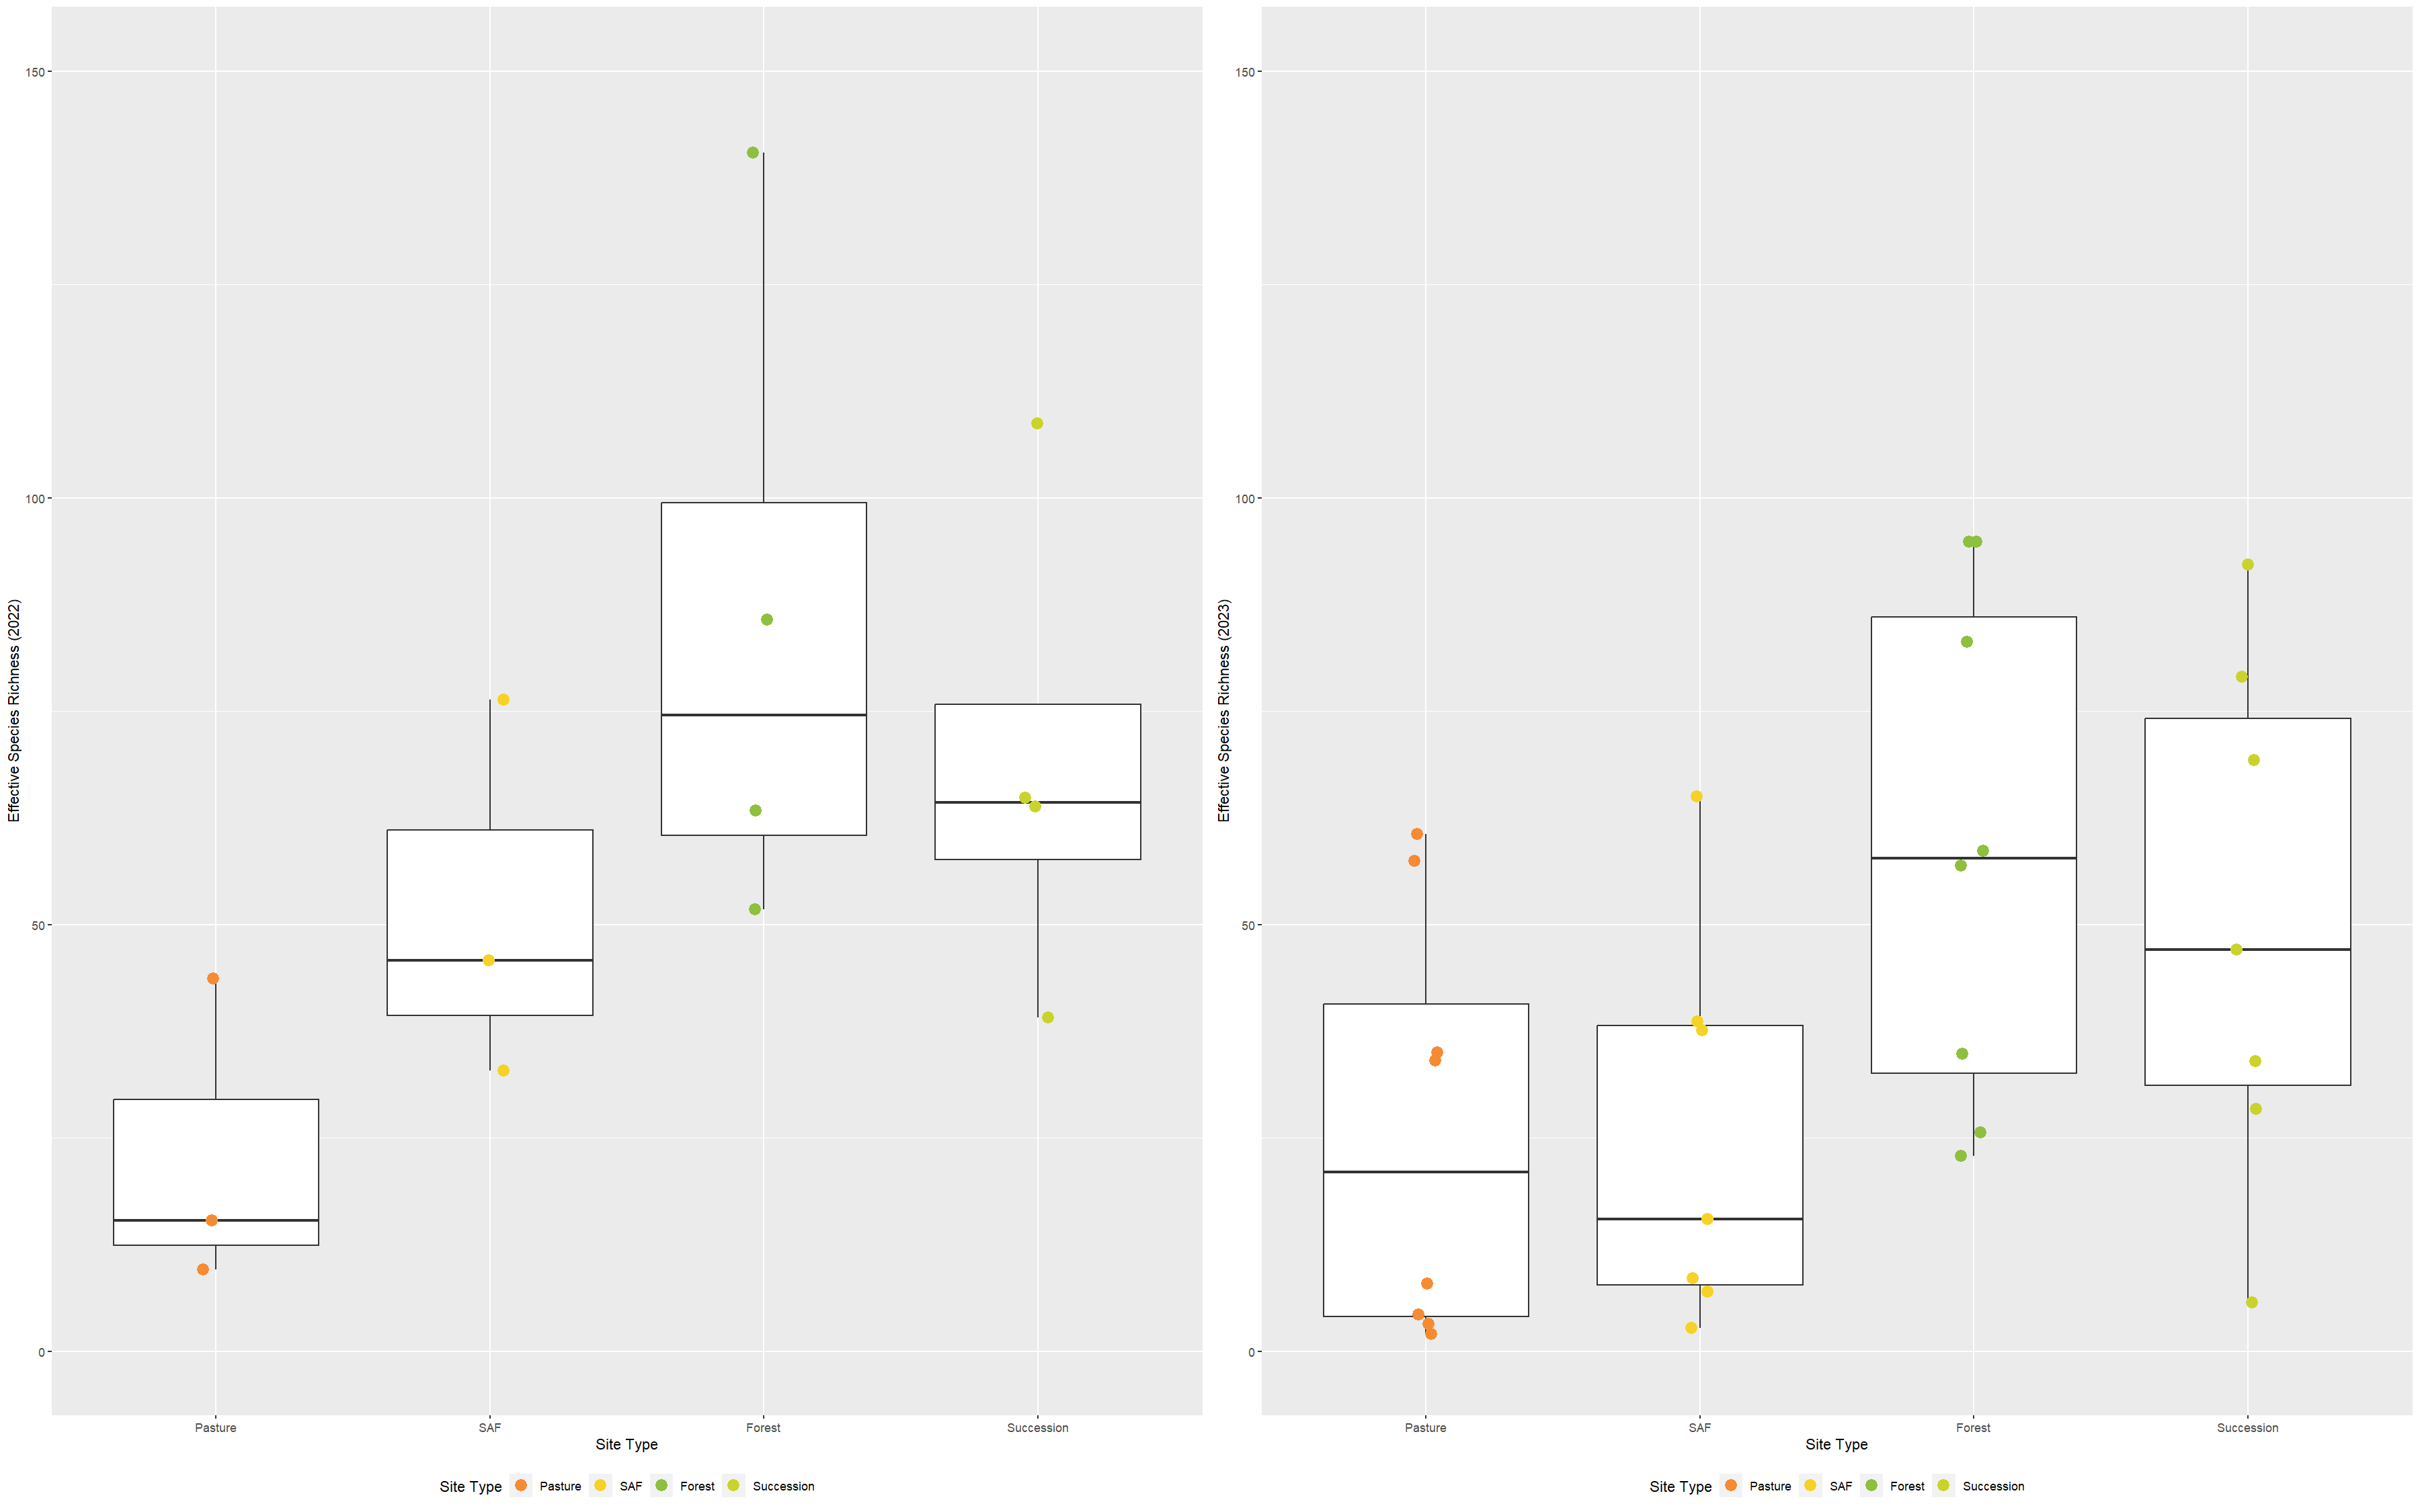 Effective Species Richness (2022)
150
100
50
0
Pasture SAF Forest Succession
Site Type
Site Type Pasture SAF Forest Succession
Effective Species Richness (2023)
150
100
50
0
Pasture SAF Forest Succession
Site Type
Site Type Pasture SAF Forest Succession